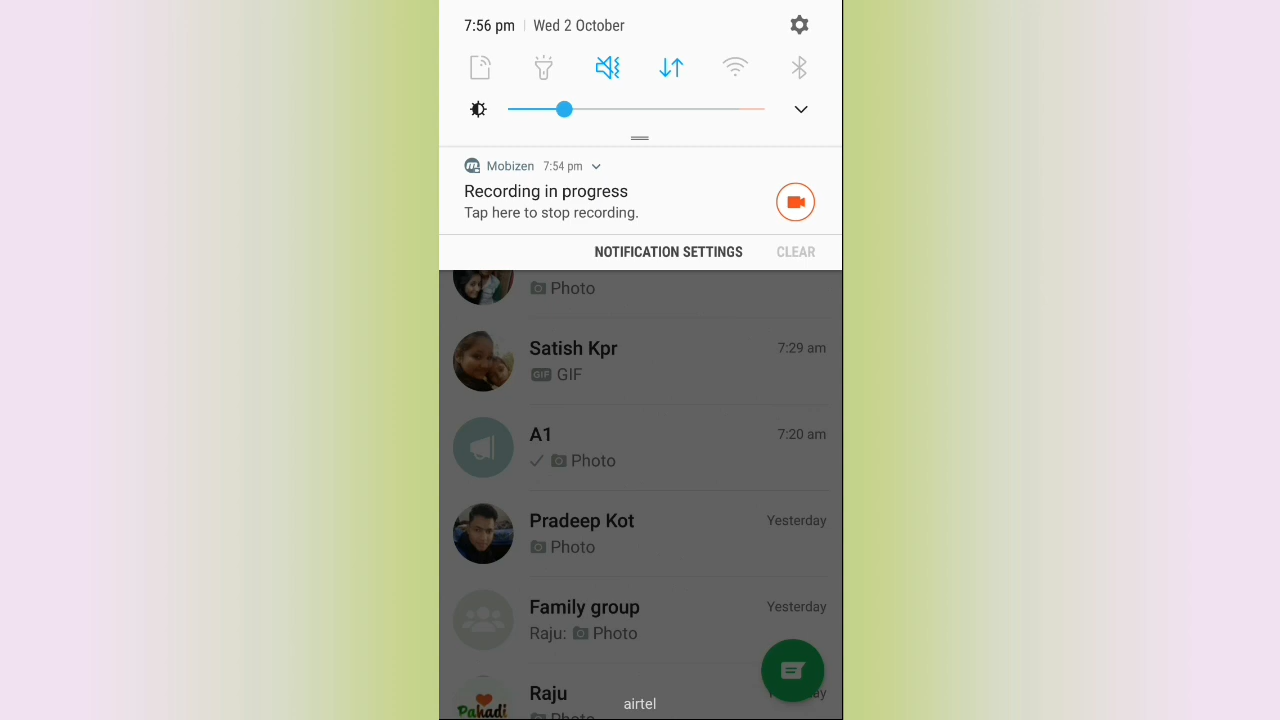 7:56 pm | Wed 2 October
Mobizen 7:54 pm
Recording in progress
Tap here to stop recording.
NOTIFICATION SETTINGS CLEAR
Photo
Satish Kpr 7:29 am
GIF GIF
A1 7:20 am
Photo
Pradeep Kot Yesterday
Photo
Family group Yesterday
Raju: Photo
Raju
Pahadi
Photo
airtel